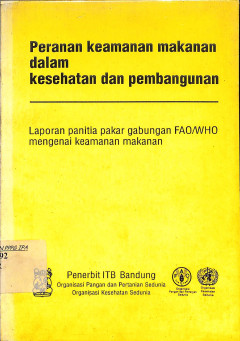 Peranan keamanan makanan
dalam
kesehatan dan pembangunan
Laporan panitia pakar gabungan FAO/WHO
mengenai keamanan makanan
Penerbit ITB Bandung
Organisasi Pangan dan Pertanian Sedunia
Organisasi Kesehatan Sedunia